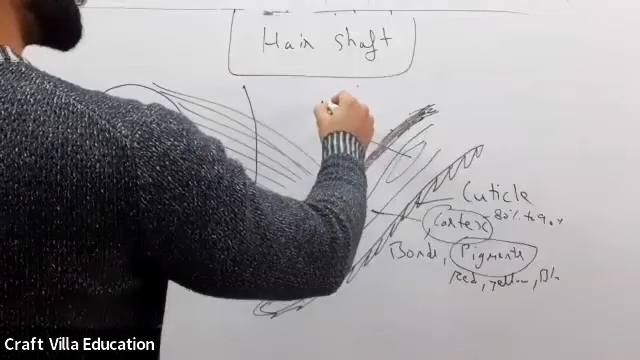 Hair Shaft
Cuticle
Cortex - 80% to 90%
Bonds, Pigments
Red, yellow,
Craft Villa Education